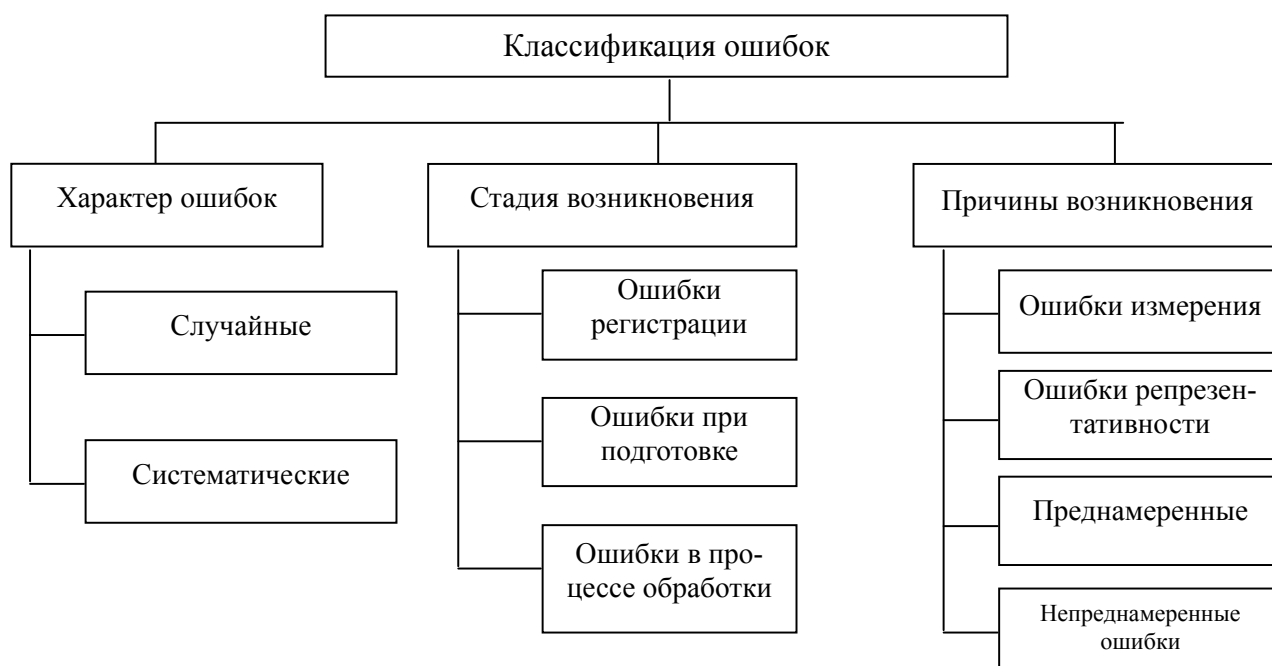 Классификация ошибок
Характер ошибок
Случайные
Систематические
Стадия возникновения
Ошибки
регистрации
Ошибки при
подготовке
Ошибки в про-
цессе обработки
Причины возникновения
Ошибки измерения
Ошибки репрезен-
тативности
Преднамеренные
Непреднамеренные
ошибки